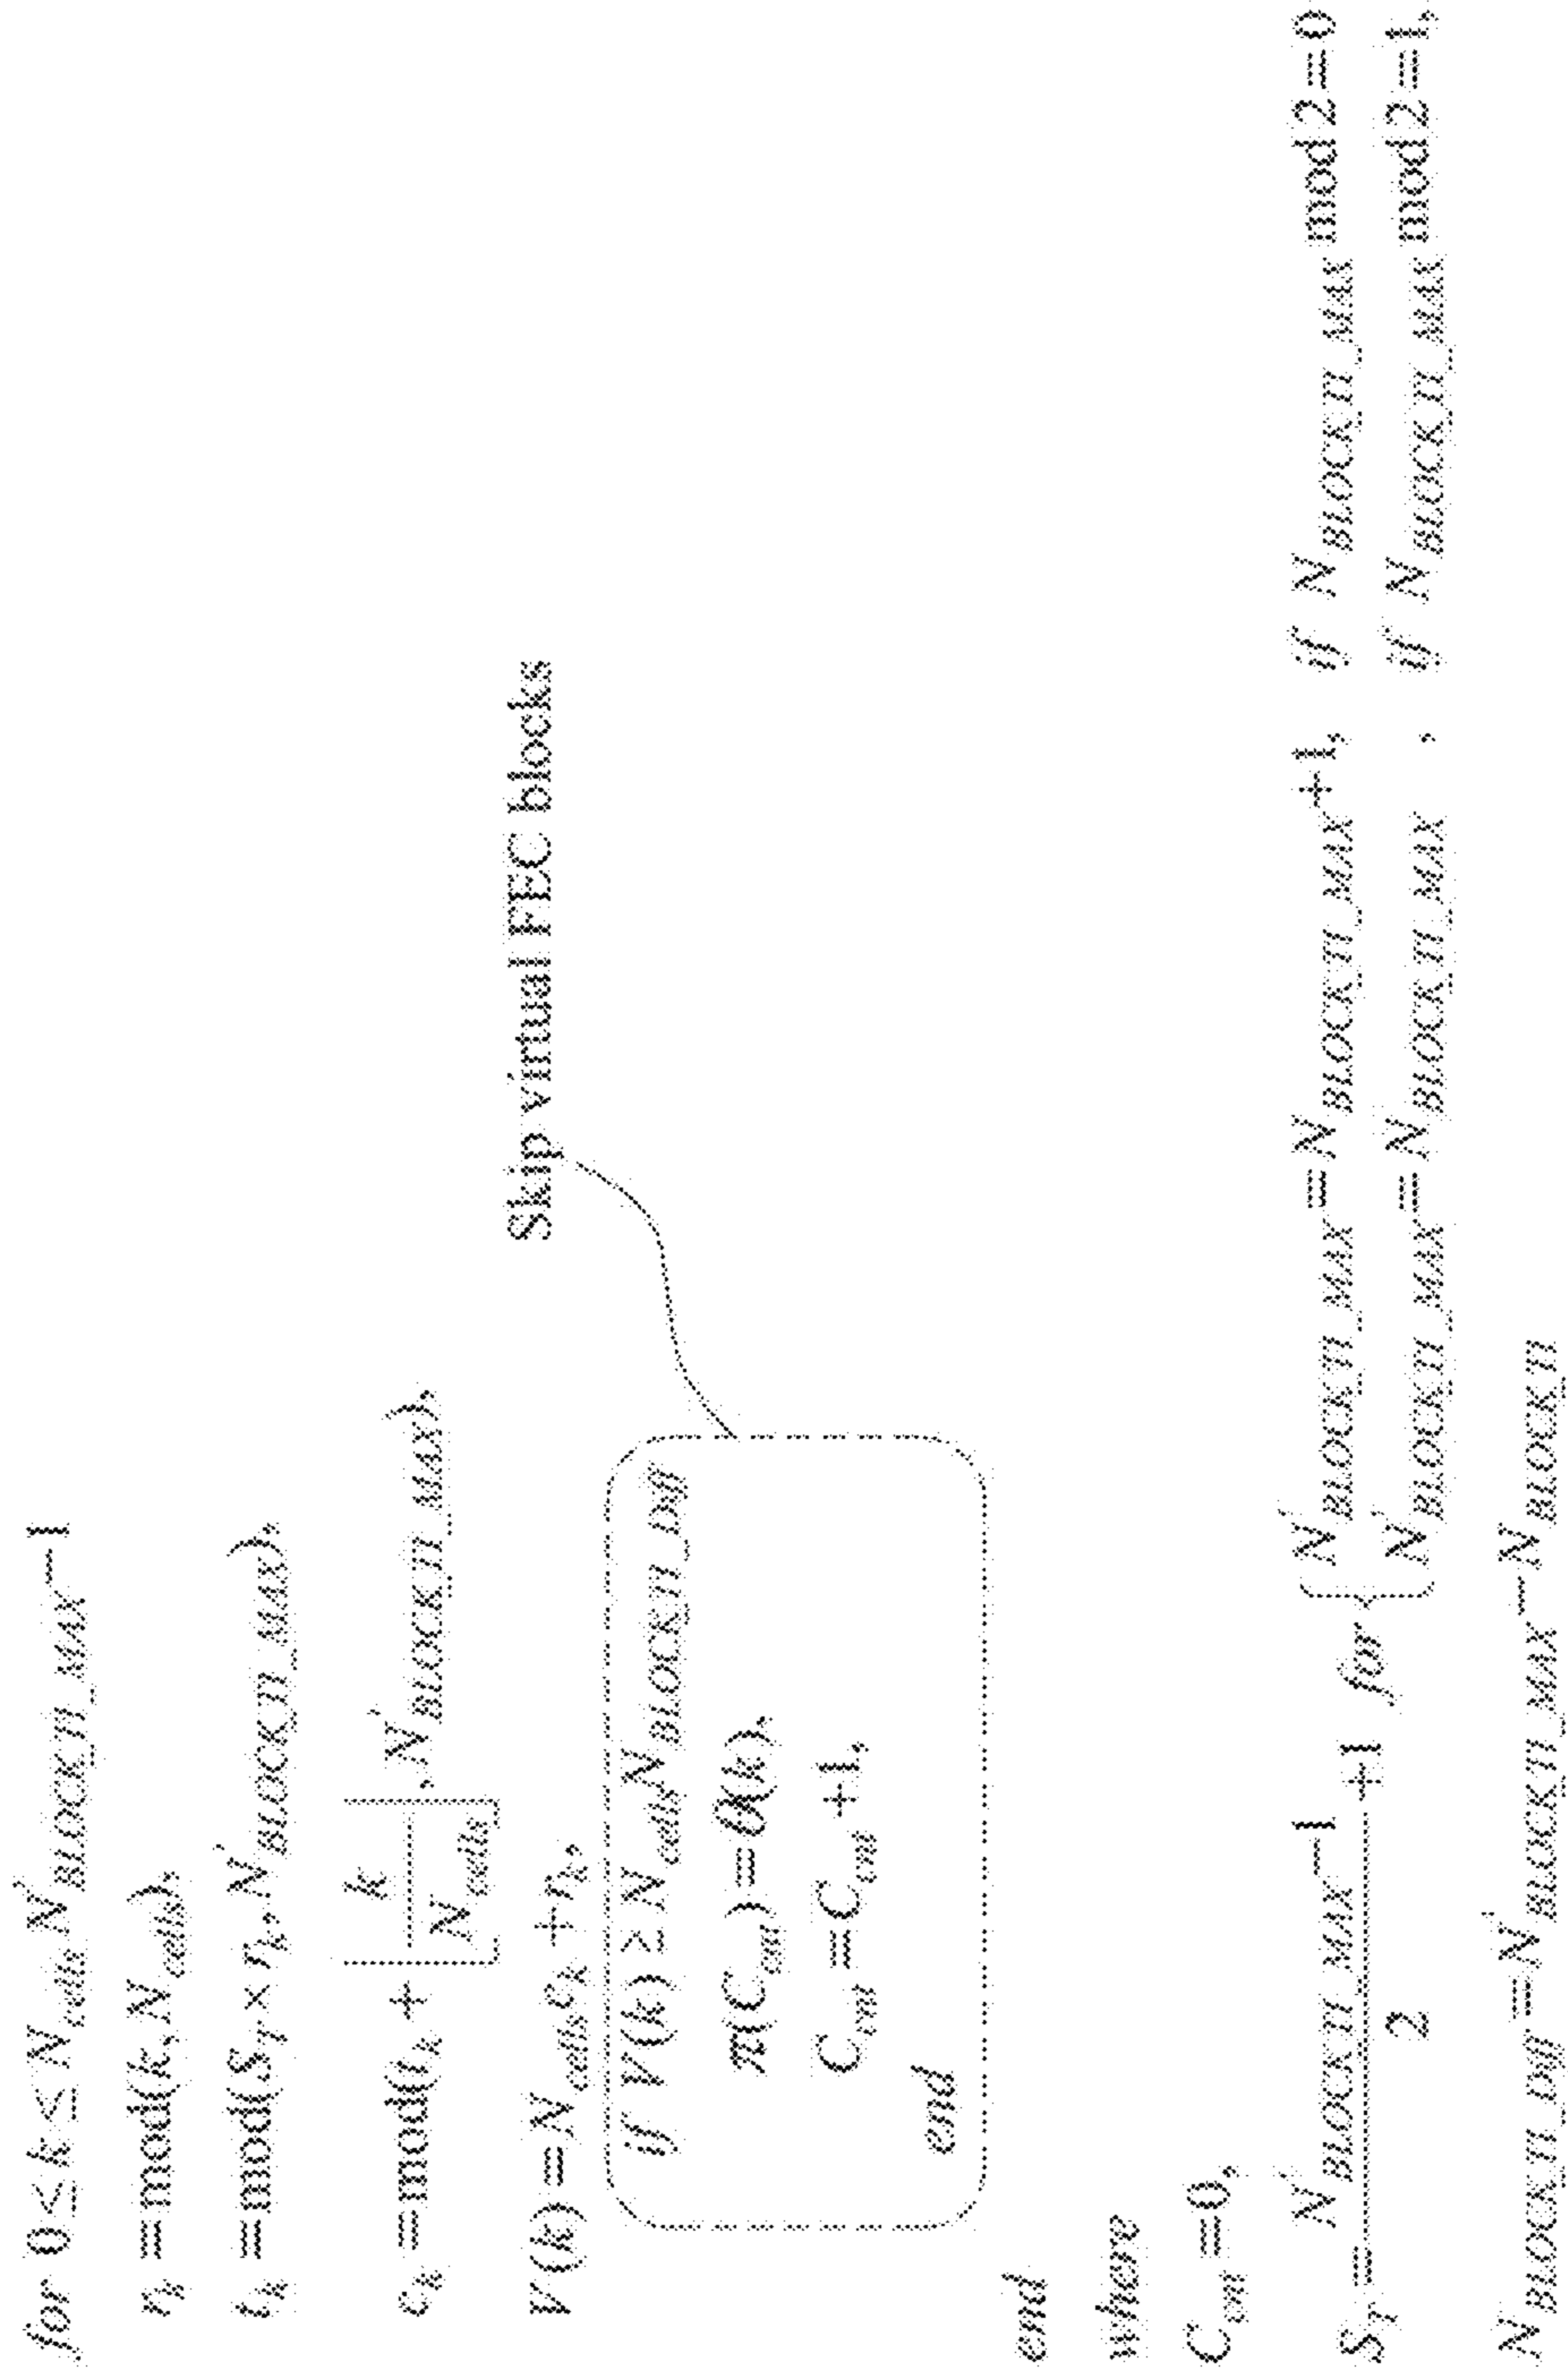 for 0 ≤ k ≤ N_cells N'_BLOCK_TI_MAX − 1
r_k = mod(k, N_cells),
t_k = mod(S_T × r_k, N'_BLOCK_TI_MAX),
c_k = mod(t_k + ⌊k / N_cells⌋, N'_BLOCK_TI_MAX),
V(k) = N_cells c_k + r_k,
Skip virtual FEC blocks
if V(k) ≥ N_cells N_BLOCK_TI_Diff
π(C_cnt) = θ(k),
C_cnt = C_cnt + 1,
end
end
where
C_cnt = 0,
S_T = (N'_BLOCK_TI_MAX − 1) / 2 + 1 for { N'_BLOCK_TI_MAX = N_BLOCK_TI_MAX + 1, if N_BLOCK_TI_MAX mod 2 = 0
N'_BLOCK_TI_MAX = N_BLOCK_TI_MAX , if N_BLOCK_TI_MAX mod 2 = 1,
N_BLOCK_TI_Diff = N'_BLOCK_TI_MAX − N_BLOCK_TI